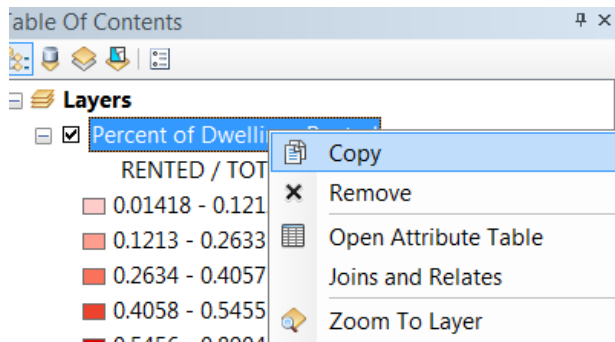 Table Of Contents
Layers
Percent of Dwelli
Copy
RENTED / TOT
Remove
0.01418 - 0.121
0.1213 - 0.2633
Open Attribute Table
0.2634 - 0.4057
Joins and Relates
0.4058 - 0.5455
Zoom To Layer